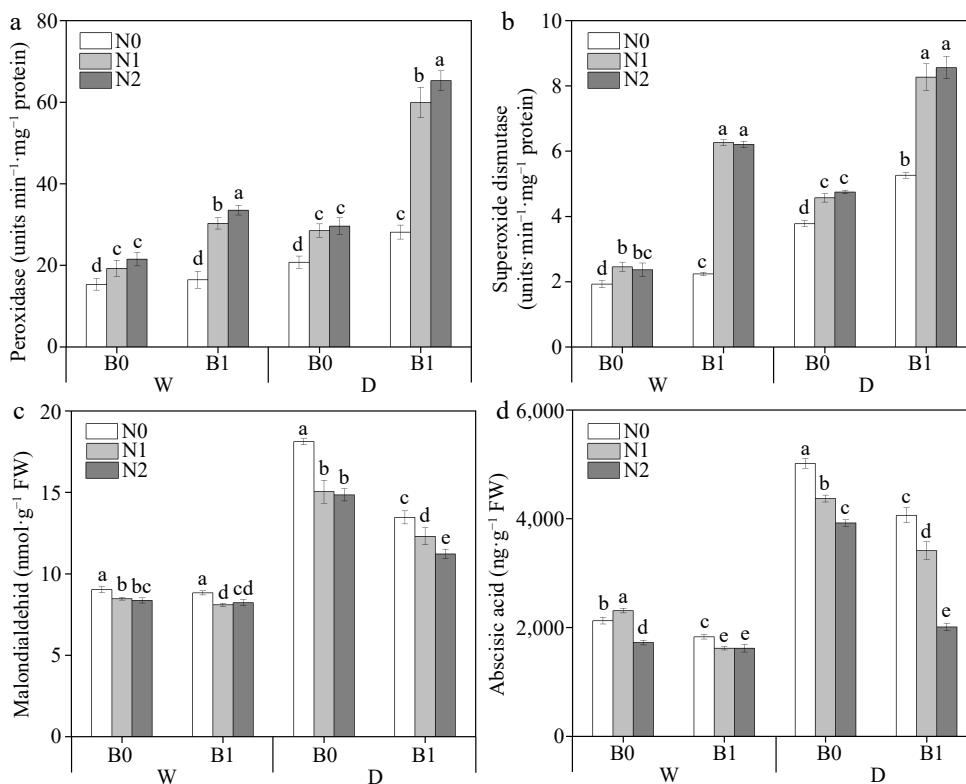 a
Peroxidase (units min⁻¹·mg⁻¹ protein)
80
60
40
20
0
N0
N1
N2
d c c
d b a
d c c
d b a
B0 B1 B0 B1
W D
b
Superoxide dismutase
(units·min⁻¹·mg⁻¹ protein)
10
8
6
4
2
0
N0
N1
N2
d b bc
c a a
d c c
b a a
B0 B1 B0 B1
W D
c
Malondialdehid (nmol·g⁻¹ FW)
20
15
10
5
0
N0
N1
N2
a b bc
a d cd
a b b
c d e
B0 B1 B0 B1
W D
d
Abscisic acid (ng·g⁻¹ FW)
6,000
4,000
2,000
0
N0
N1
N2
b a d
c e e
a b c
c d e
B0 B1 B0 B1
W D